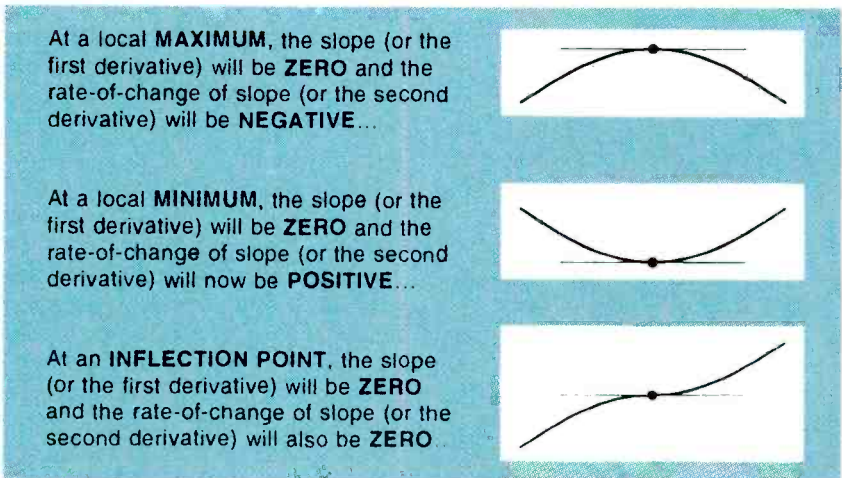 At a local MAXIMUM, the slope (or the
first derivative) will be ZERO and the
rate-of-change of slope (or the second
derivative) will be NEGATIVE...
At a local MINIMUM, the slope (or the
first derivative) will be ZERO and the
rate-of-change of slope (or the second
derivative) will now be POSITIVE...
At an INFLECTION POINT, the slope
(or the first derivative) will be ZERO
and the rate-of-change of slope (or the
second derivative) will also be ZERO..